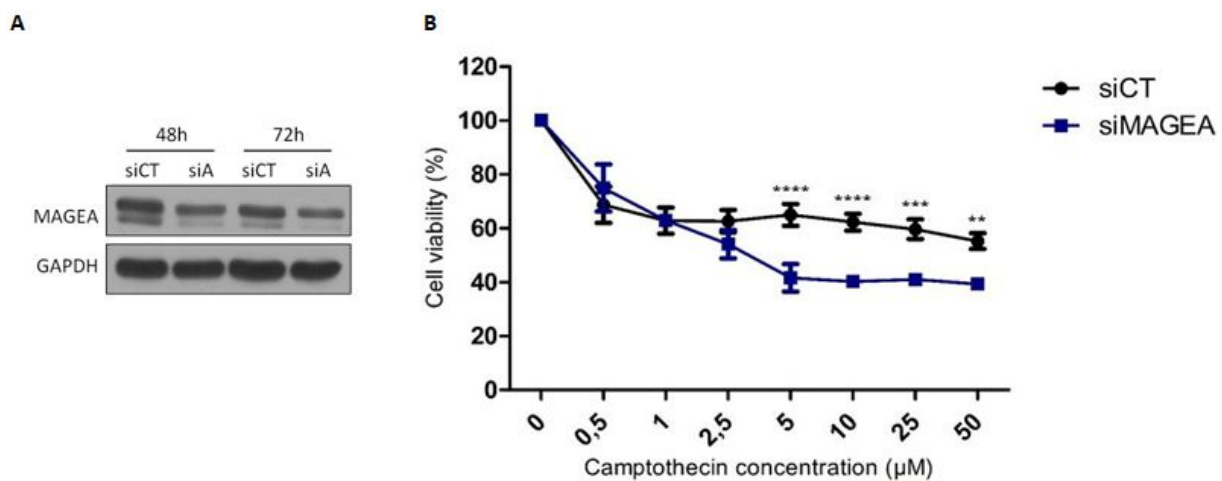 A
48h 72h
siCT siA siCT siA
MAGEA
GAPDH
B
120
100
80
60
40
20
0
Cell viability (%)
**** **** *** **
0 0,5 1 2,5 5 10 25 50
Camptothecin concentration (µM)
siCT
siMAGEA